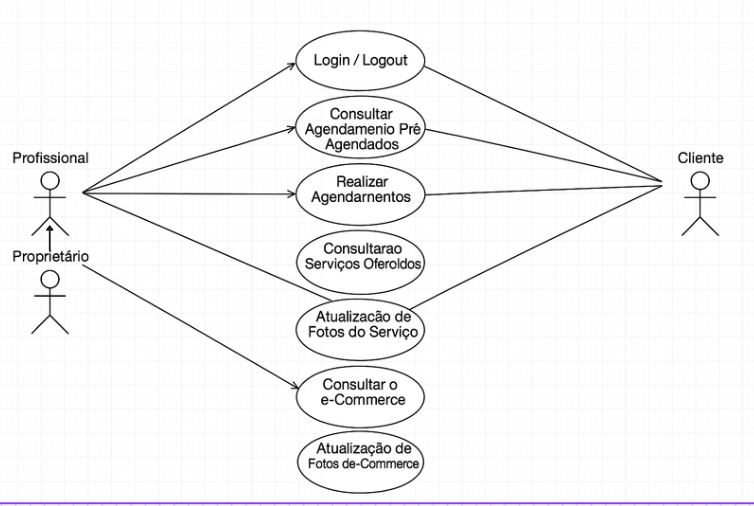 Login / Logout
Consultar
Agendamenio Pré
Agendados
Profissional
Cliente
Realizar
Agendarnentos
Proprietário
Consultarao
Serviços Oferoldos
Atualizacão de
Fotos do Serviço
Consultar o
e-Commerce
Atualização de
Fotos de-Commerce